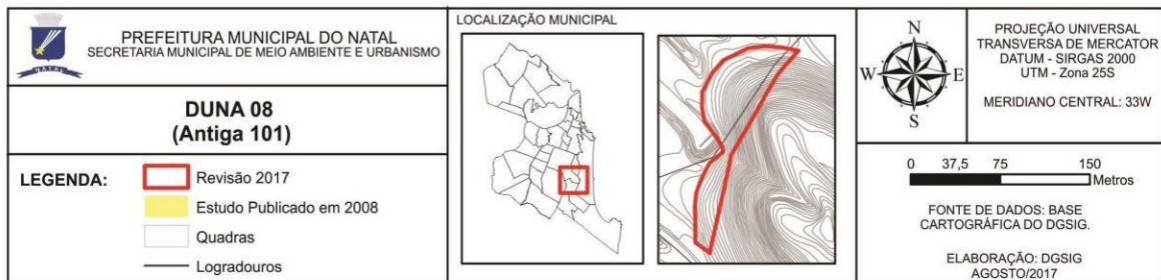 NATAL
PREFEITURA MUNICIPAL DO NATAL
SECRETARIA MUNICIPAL DE MEIO AMBIENTE E URBANISMO
DUNA 08
(Antiga 101)
LEGENDA:
Revisão 2017
Estudo Publicado em 2008
Quadras
Logradouros
LOCALIZAÇÃO MUNICIPAL
N
W E
S
PROJEÇÃO UNIVERSAL
TRANSVERSA DE MERCATOR
DATUM - SIRGAS 2000
UTM - Zona 25S
MERIDIANO CENTRAL: 33W
0 37,5 75 150
Metros
FONTE DE DADOS: BASE
CARTOGRÁFICA DO DGSIG.
ELABORAÇÃO: DGSIG
AGOSTO/2017